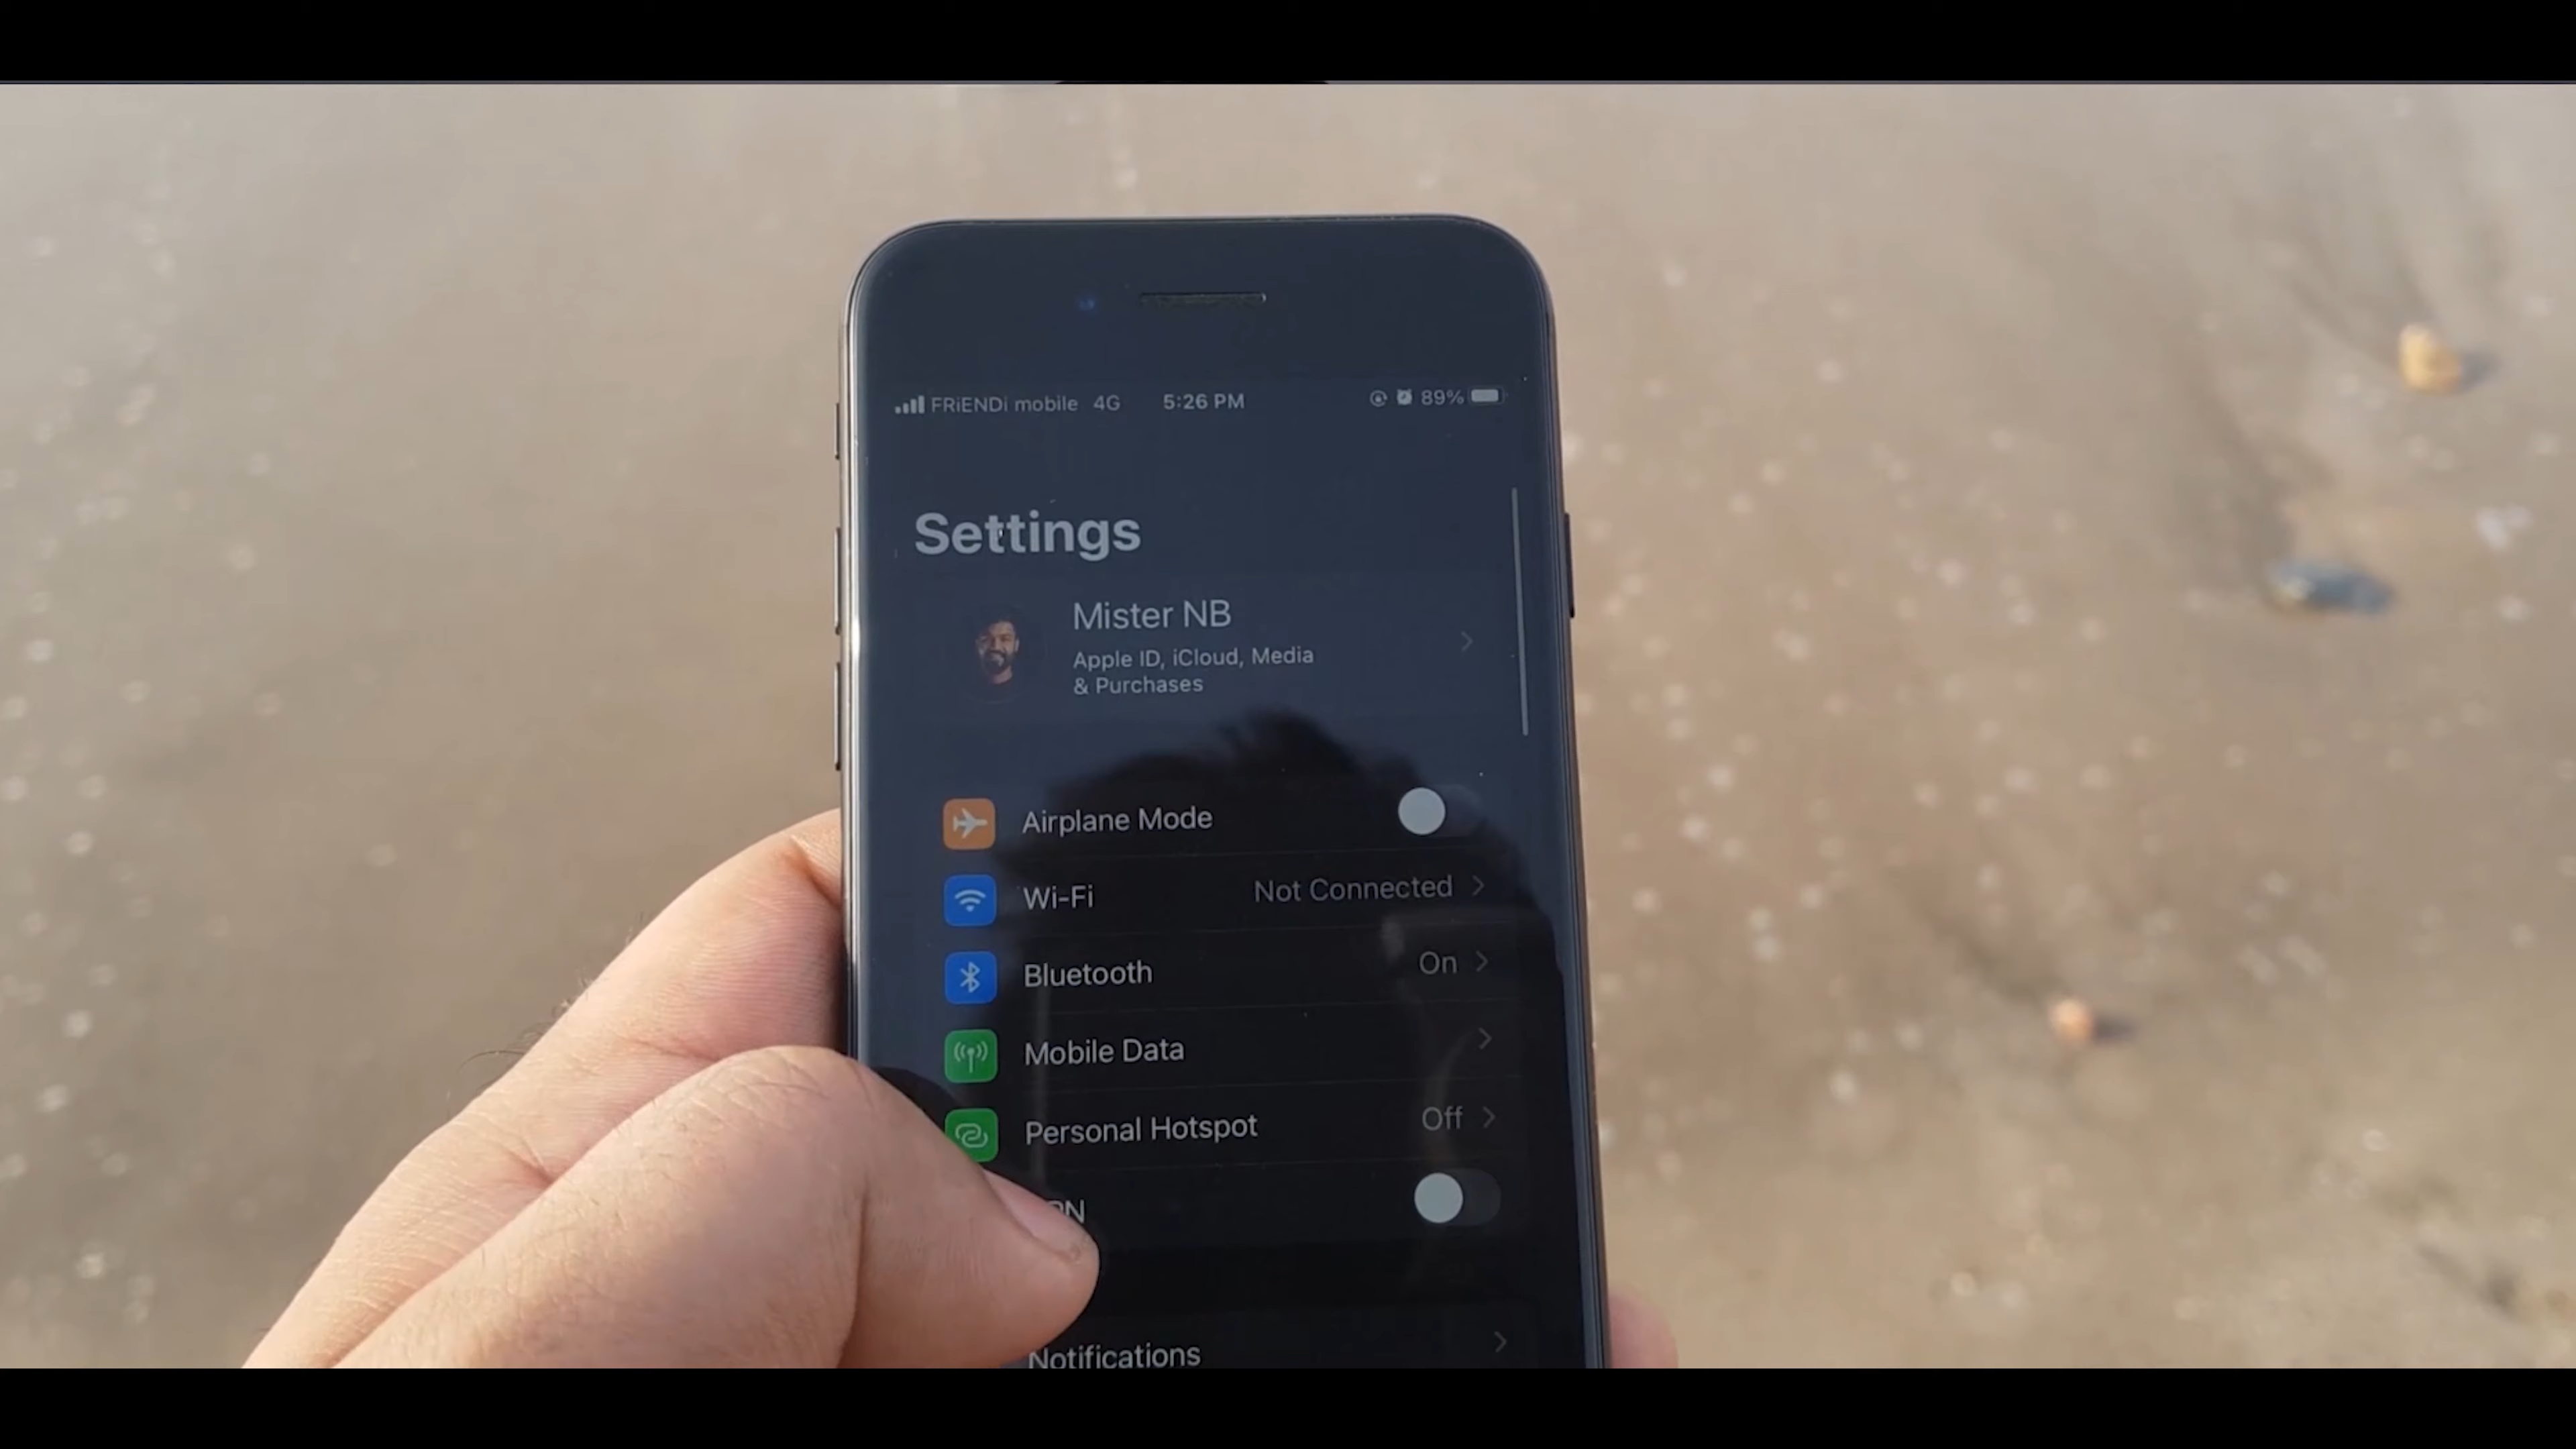 FRiENDi mobile 4G 5:26 PM 89%
Settings
Mister NB
Apple ID, iCloud, Media
& Purchases
Airplane Mode
Wi-Fi Not Connected
Bluetooth On
Mobile Data
Personal Hotspot Off
Notifications